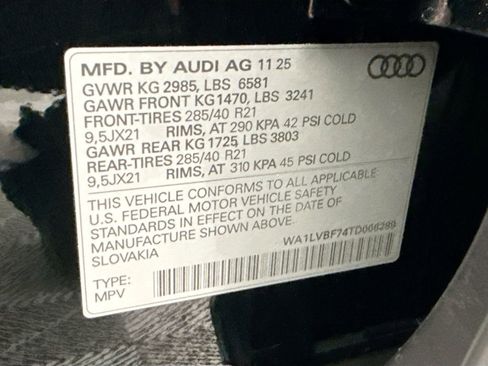 MFD. BY AUDI AG 11 25
GVWR KG 2985, LBS 6581
GAWR FRONT KG1470, LBS 3241
FRONT-TIRES 285/40 R21
9,5JX21 RIMS, AT 290 KPA 42 PSI COLD
GAWR REAR KG 1725, LBS 3803
REAR-TIRES 285/40 R21
9,5JX21 RIMS, AT 310 KPA 45 PSI COLD
THIS VEHICLE CONFORMS TO ALL APPLICABLE
U.S. FEDERAL MOTOR VEHICLE SAFETY
STANDARDS IN EFFECT ON THE DATE OF
MANUFACTURE SHOWN ABOVE.
SLOVAKIA
TYPE:
MPV